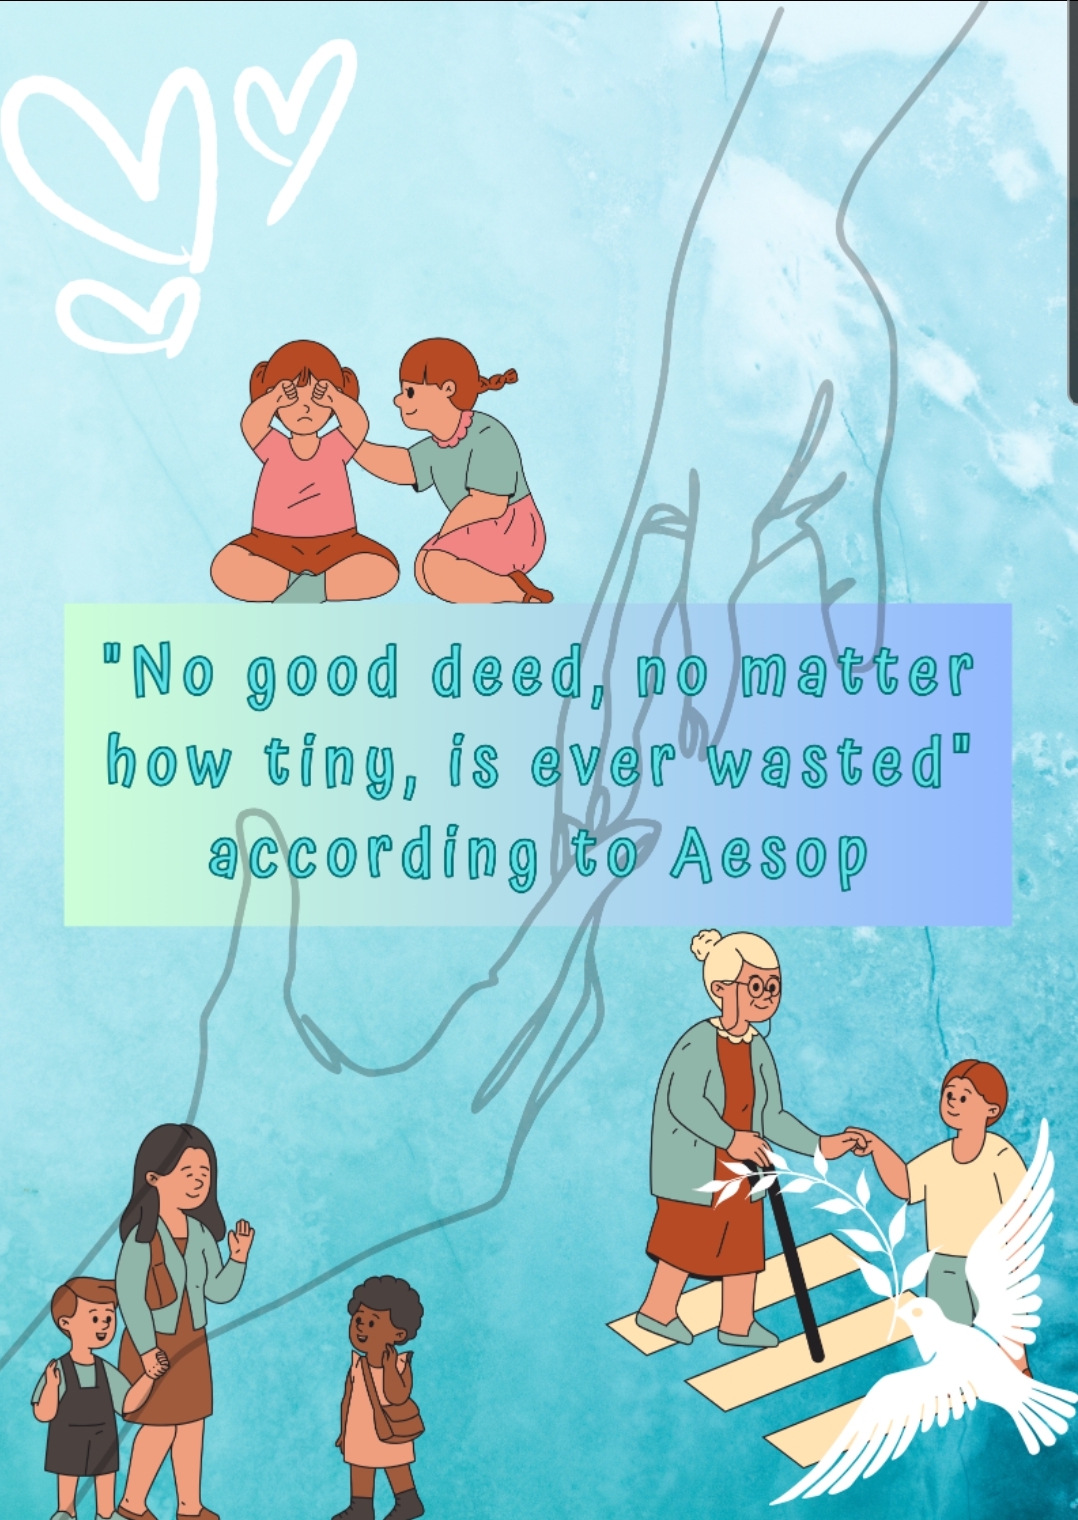 "No good deed, no matter
how tiny, is ever wasted"
according to Aesop